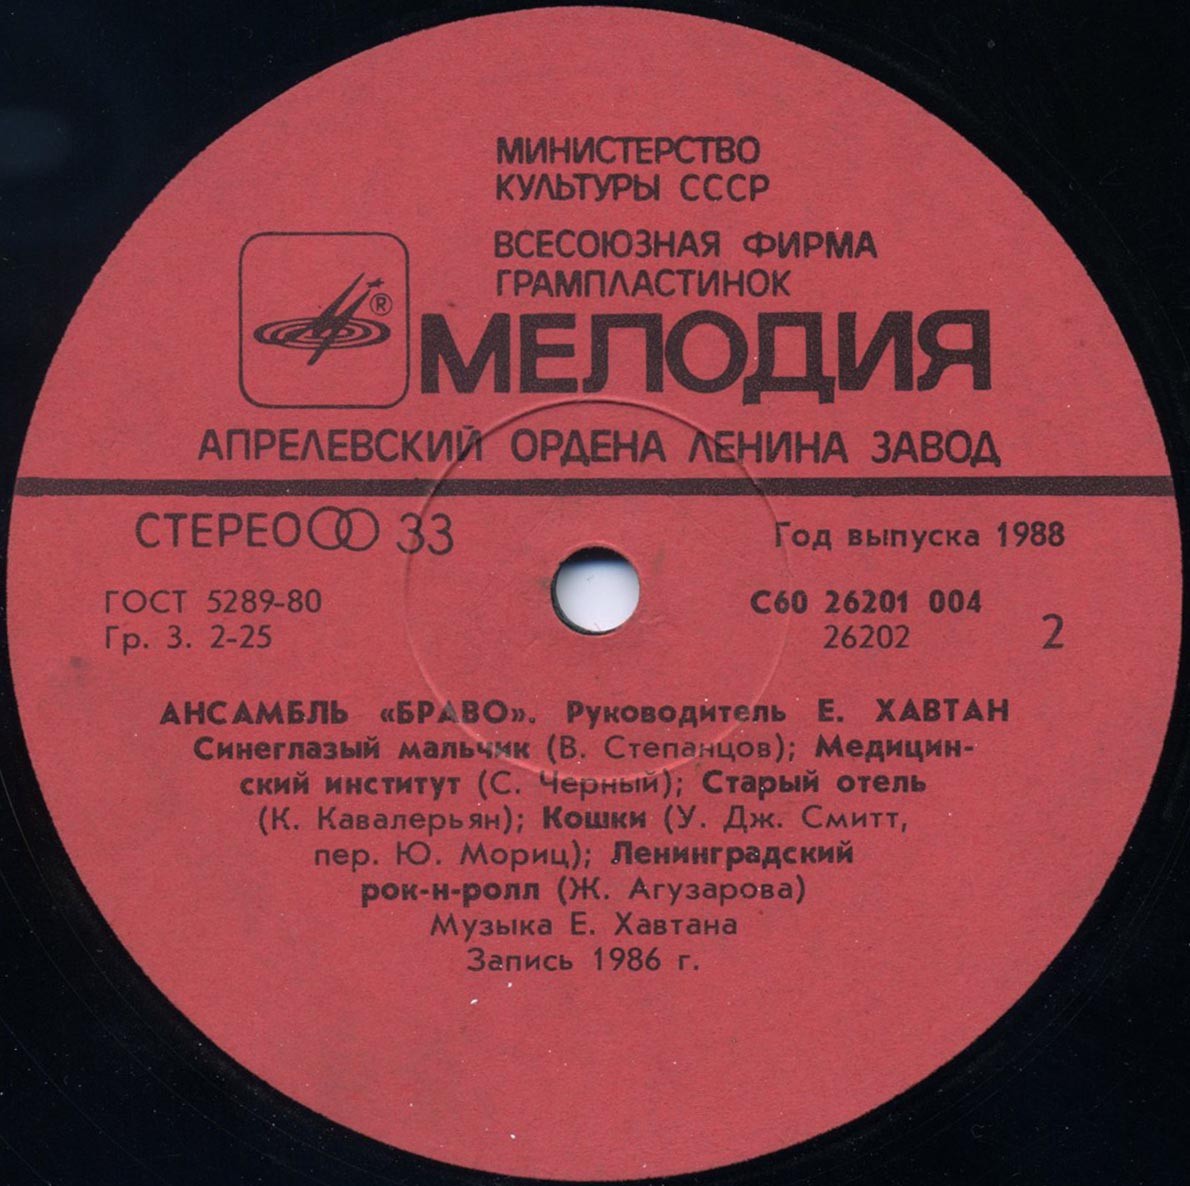 МИНИСТЕРСТВО
КУЛЬТУРЫ СССР
ВСЕСОЮЗНАЯ ФИРМА
ГРАМПЛАСТИНОК
®
МЕЛОДИЯ
АПРЕЛЕВСКИЙ ОРДЕНА ЛЕНИНА ЗАВОД
СТЕРЕО 33
Год выпуска 1988
ГОСТ 5289-80
Гр. 3. 2-25
С60 26201 004
26202
2
АНСАМБЛЬ «БРАВО». Руководитель Е. ХАВТАН
Синеглазый мальчик (В. Степанцов); Медицин-
ский институт (С. Черный); Старый отель
(К. Кавалерьян); Кошки (У. Дж. Смитт,
пер. Ю. Мориц); Ленинградский
рок-н-ролл (Ж. Агузарова)
Музыка Е. Хавтана
Запись 1986 г.